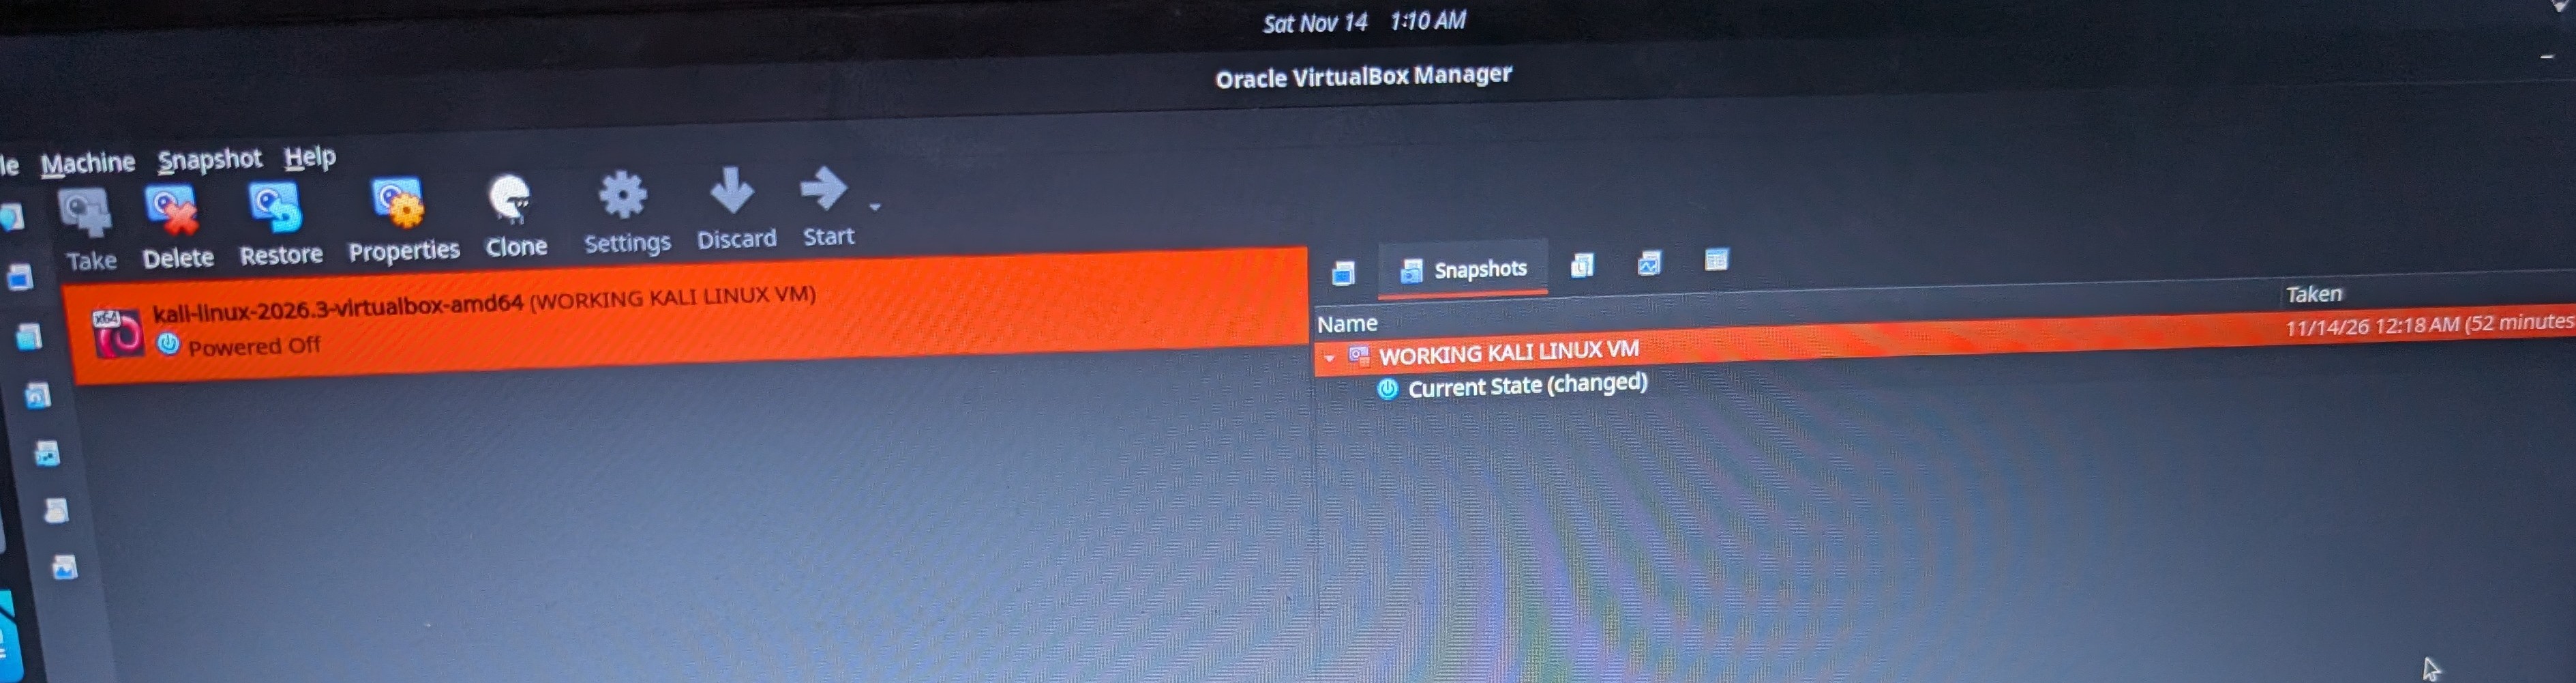 Sat Nov 14 1:10 AM
Oracle VirtualBox Manager
le Machine Snapshot Help
Take Delete Restore Properties Clone Settings Discard Start
x64
kali-linux-2026.3-virtualbox-amd64 (WORKING KALI LINUX VM)
Powered Off
Snapshots
Name Taken
WORKING KALI LINUX VM 11/14/26 12:18 AM (52 minutes
Current State (changed)